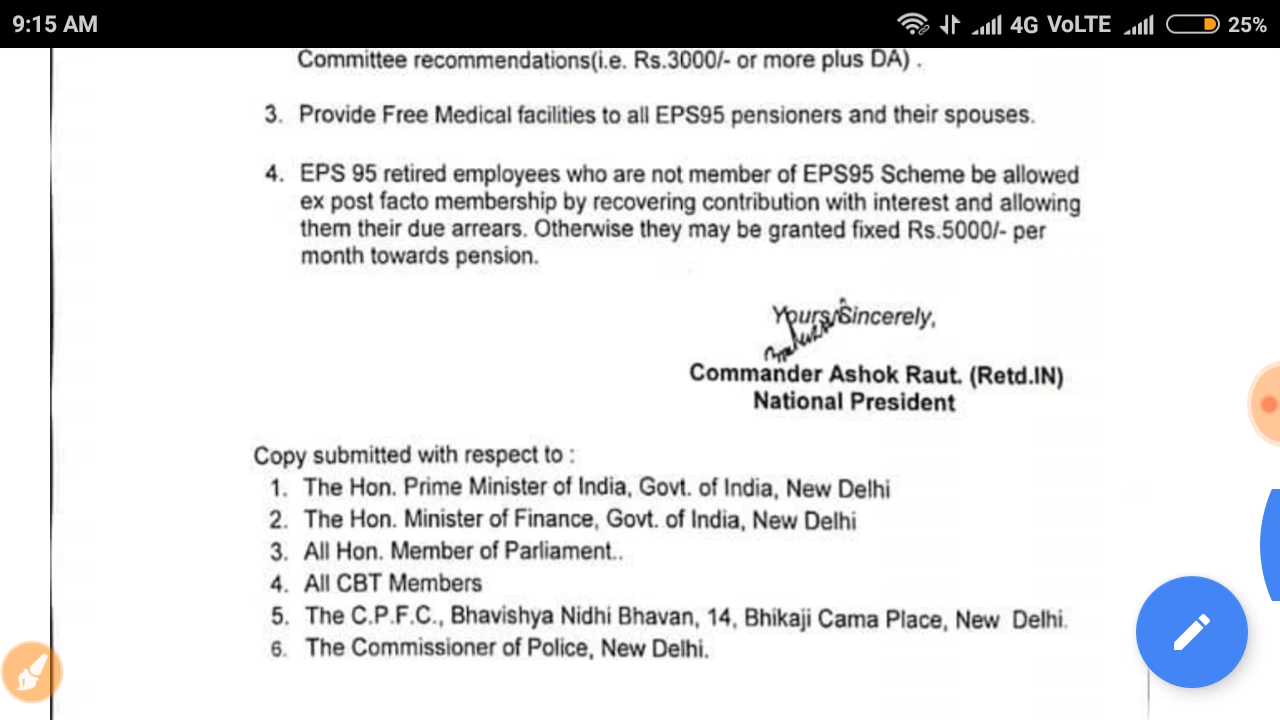 9:15 AM 4G VoLTE 25%
Committee recommendations(i.e. Rs.3000/- or more plus DA) .
3. Provide Free Medical facilities to all EPS95 pensioners and their spouses.
4. EPS 95 retired employees who are not member of EPS95 Scheme be allowed
ex post facto membership by recovering contribution with interest and allowing
them their due arrears. Otherwise they may be granted fixed Rs.5000/- per
month towards pension.
Yours Sincerely,
Commander Ashok Raut. (Retd.IN)
National President
Copy submitted with respect to :
1. The Hon. Prime Minister of India, Govt. of India, New Delhi
2. The Hon. Minister of Finance, Govt. of India, New Delhi
3. All Hon. Member of Parliament..
4. All CBT Members
5. The C.P.F.C., Bhavishya Nidhi Bhavan, 14, Bhikaji Cama Place, New Delhi.
6. The Commissioner of Police, New Delhi.